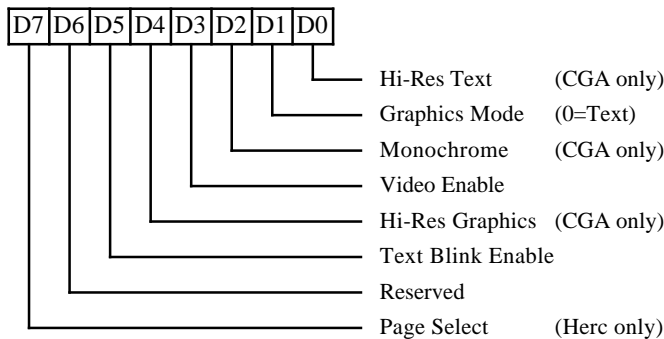 D7 D6 D5 D4 D3 D2 D1 D0
Hi-Res Text (CGA only)
Graphics Mode (0=Text)
Monochrome (CGA only)
Video Enable
Hi-Res Graphics (CGA only)
Text Blink Enable
Reserved
Page Select (Herc only)